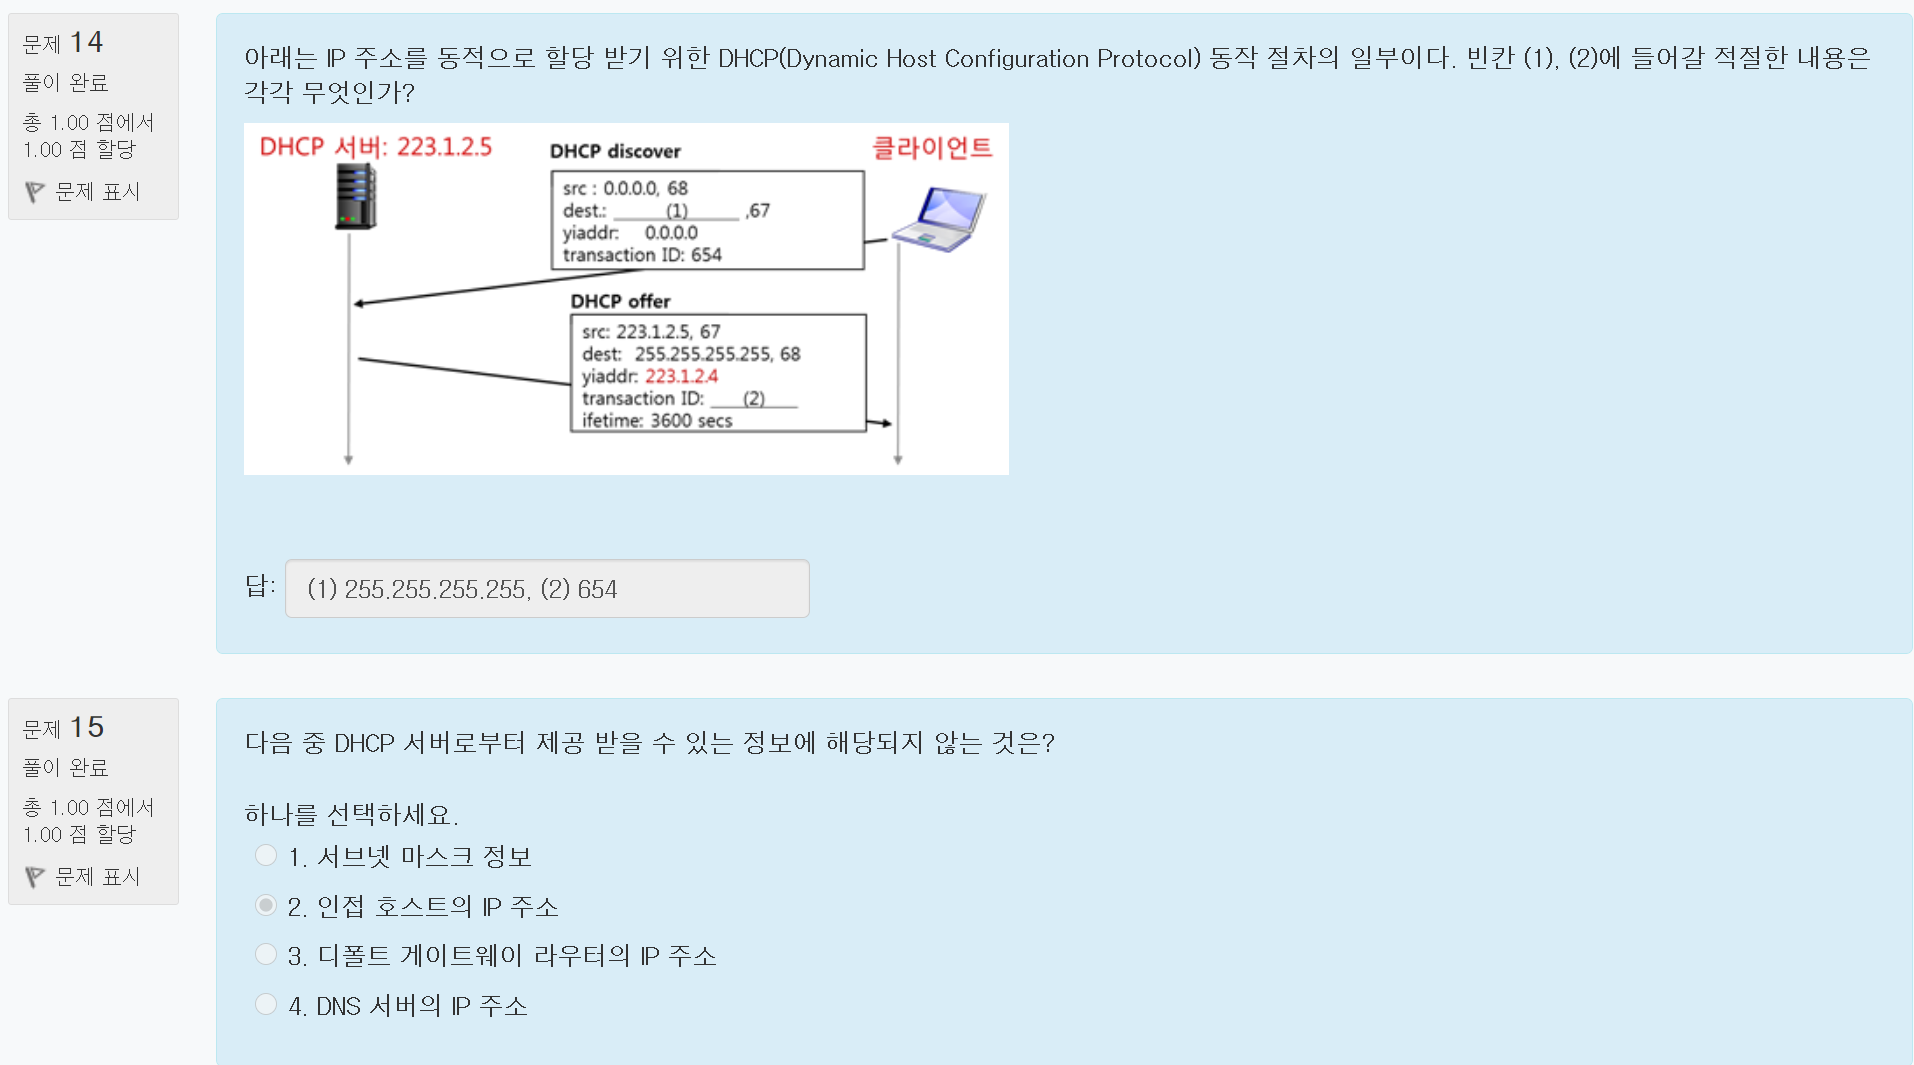 문제 14
풀이 완료
총 1.00 점에서
1.00 점 할당
문제 표시
아래는 IP 주소를 동적으로 할당 받기 위한 DHCP(Dynamic Host Configuration Protocol) 동작 절차의 일부이다. 빈칸 (1), (2)에 들어갈 적절한 내용은
각각 무엇인가?
DHCP 서버: 223.1.2.5
클라이언트
DHCP discover
src : 0.0.0.0, 68
dest.: ______(1)______ ,67
yiaddr: 0.0.0.0
transaction ID: 654
DHCP offer
src: 223.1.2.5, 67
dest: 255.255.255.255, 68
yiaddr: 223.1.2.4
transaction ID: ____(2)____
ifetime: 3600 secs
답: (1) 255.255.255.255, (2) 654
문제 15
풀이 완료
총 1.00 점에서
1.00 점 할당
문제 표시
다음 중 DHCP 서버로부터 제공 받을 수 있는 정보에 해당되지 않는 것은?
하나를 선택하세요.
1. 서브넷 마스크 정보
2. 인접 호스트의 IP 주소
3. 디폴트 게이트웨이 라우터의 IP 주소
4. DNS 서버의 IP 주소